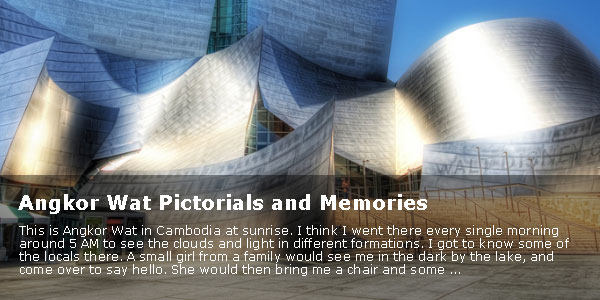 WALT DISNEY
Angkor Wat Pictorials and Memories
This is Angkor Wat in Cambodia at sunrise. I think I went there every single morning
around 5 AM to see the clouds and light in different formations. I got to know some of
the locals there. A small girl from a family would see me in the dark by the lake, and
come over to say hello. She would then bring me a chair and some ...